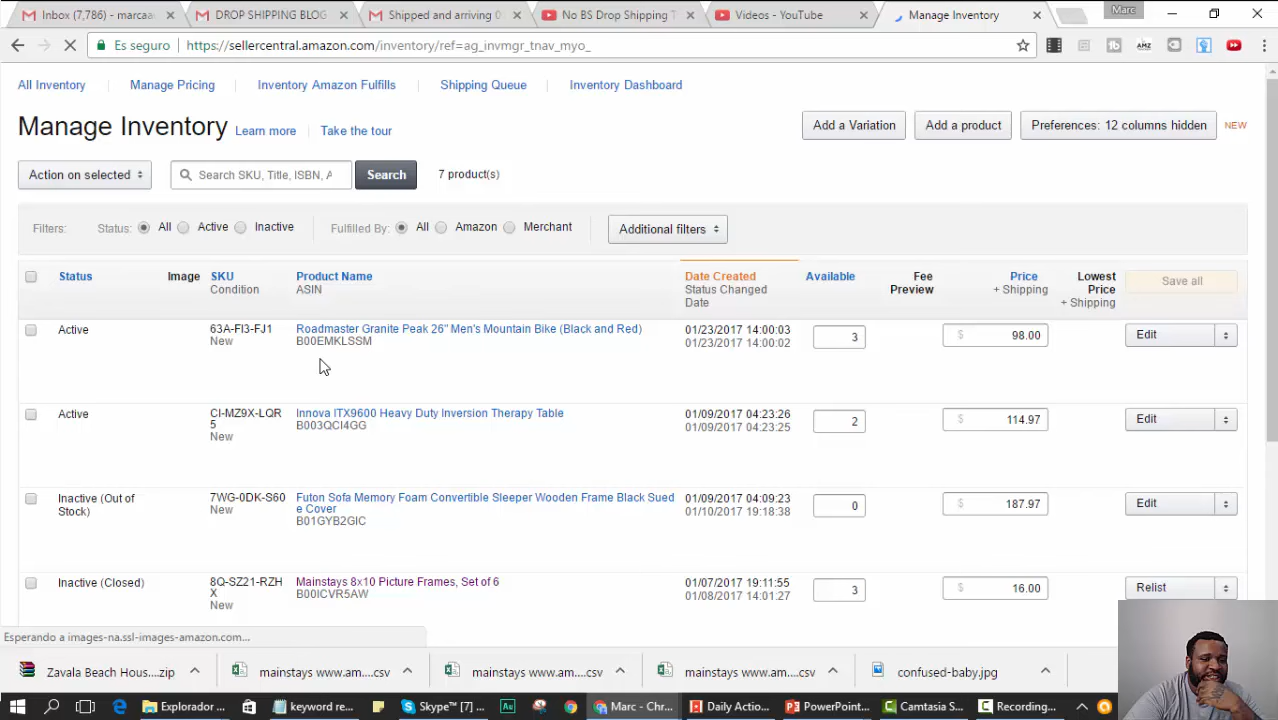 Inbox (7,786) - marcaa
DROP SHIPPING BLOG
Shipped and arriving 0
No BS Drop Shipping T
Videos - YouTube
Manage Inventory
Marc
Es seguro
https://sellercentral.amazon.com/inventory/ref=ag_invmgr_tnav_myo_
All Inventory
Manage Pricing
Inventory Amazon Fulfills
Shipping Queue
Inventory Dashboard
Manage Inventory Learn more Take the tour
Add a Variation
Add a product
Preferences: 12 columns hidden
NEW
Action on selected
Search SKU, Title, ISBN, A
Search
7 product(s)
Filters: Status: All Active Inactive Fulfilled By: All Amazon Merchant Additional filters
Status
Image
SKU
Condition
Product Name
ASIN
Date Created
Status Changed
Date
Available
Fee
Preview
Price
+ Shipping
Lowest
Price
+ Shipping
Save all
Active
63A-FI3-FJ1
New
Roadmaster Granite Peak 26" Men's Mountain Bike (Black and Red)
B00EMKLSSM
01/23/2017 14:00:03
01/23/2017 14:00:02
3
$ 98.00
Edit
Active
CI-MZ9X-LQR
5
New
Innova ITX9600 Heavy Duty Inversion Therapy Table
B003QCI4GG
01/09/2017 04:23:26
01/09/2017 04:23:25
2
$ 114.97
Edit
Inactive (Out of
Stock)
7WG-0DK-S60
New
Futon Sofa Memory Foam Convertible Sleeper Wooden Frame Black Sued
e Cover
B01GYB2GIC
01/09/2017 04:09:23
01/10/2017 19:18:38
0
$ 187.97
Edit
Inactive (Closed)
8Q-SZ21-RZH
X
New
Mainstays 8x10 Picture Frames, Set of 6
B00ICVR5AW
01/07/2017 19:11:55
01/08/2017 14:01:27
3
$ 16.00
Relist
Esperando a images-na.ssl-images-amazon.com...
Zavala Beach Hous....zip
mainstays www.am...csv
mainstays www.am...csv
mainstays www.am...csv
confused-baby.jpg
Explorador ...
keyword re...
Skype™ [7] ...
Marc - Chr...
Daily Actio...
PowerPoint...
Camtasia S...
Recording...